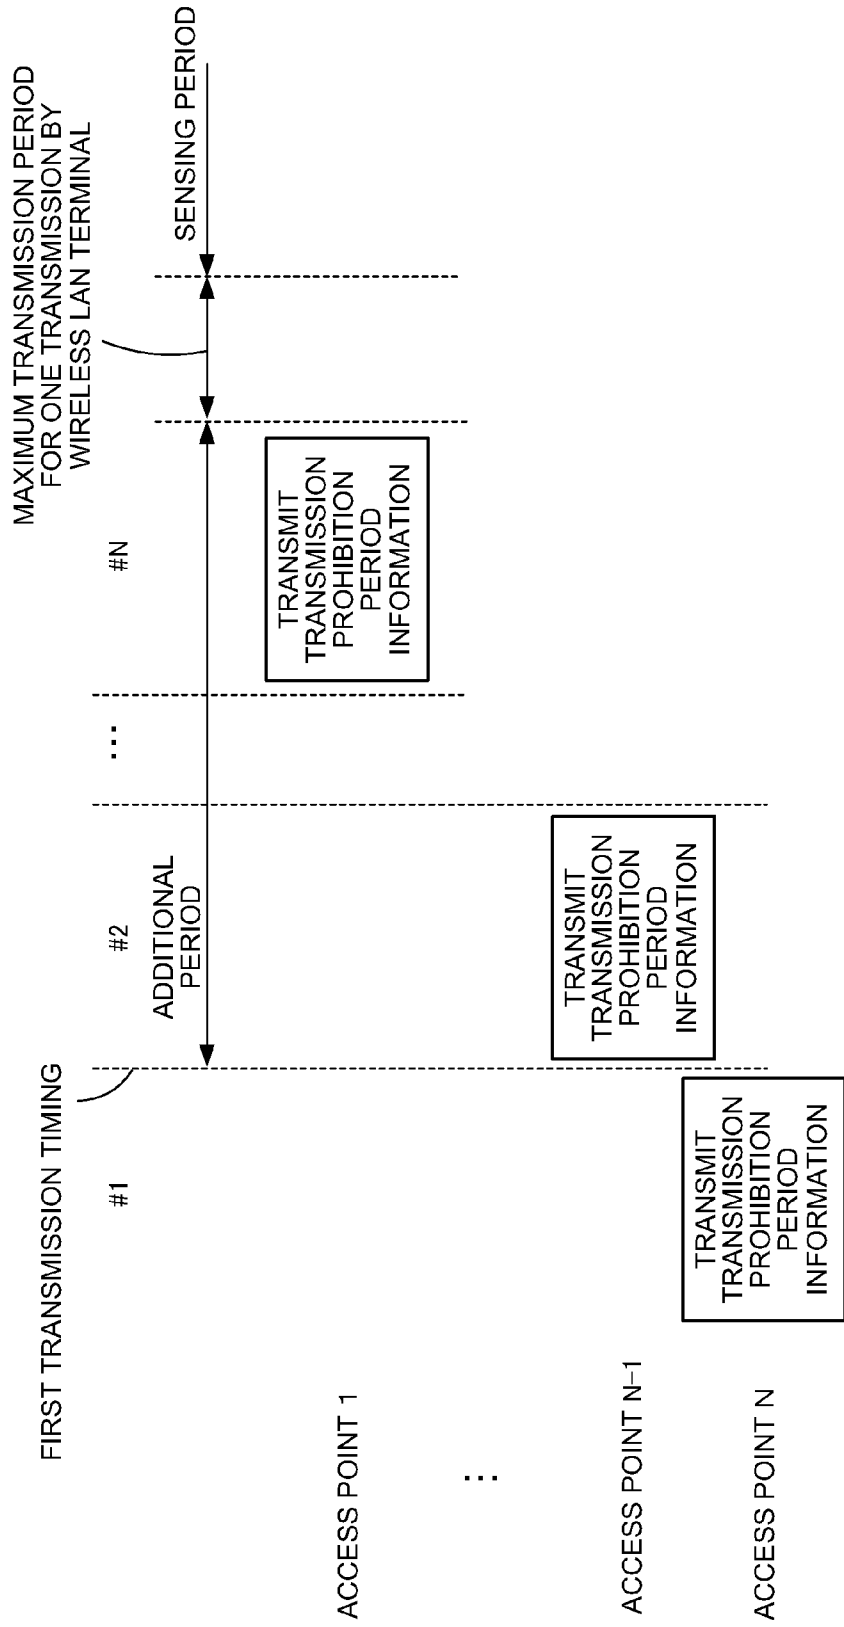 MAXIMUM TRANSMISSION PERIOD
FOR ONE TRANSMISSION BY
WIRELESS LAN TERMINAL
FIRST TRANSMISSION TIMING
#1
#2
...
#N
ADDITIONAL
PERIOD
SENSING PERIOD
ACCESS POINT 1
TRANSMIT
TRANSMISSION
PROHIBITION
PERIOD
INFORMATION
...
ACCESS POINT N-1
TRANSMIT
TRANSMISSION
PROHIBITION
PERIOD
INFORMATION
ACCESS POINT N
TRANSMIT
TRANSMISSION
PROHIBITION
PERIOD
INFORMATION